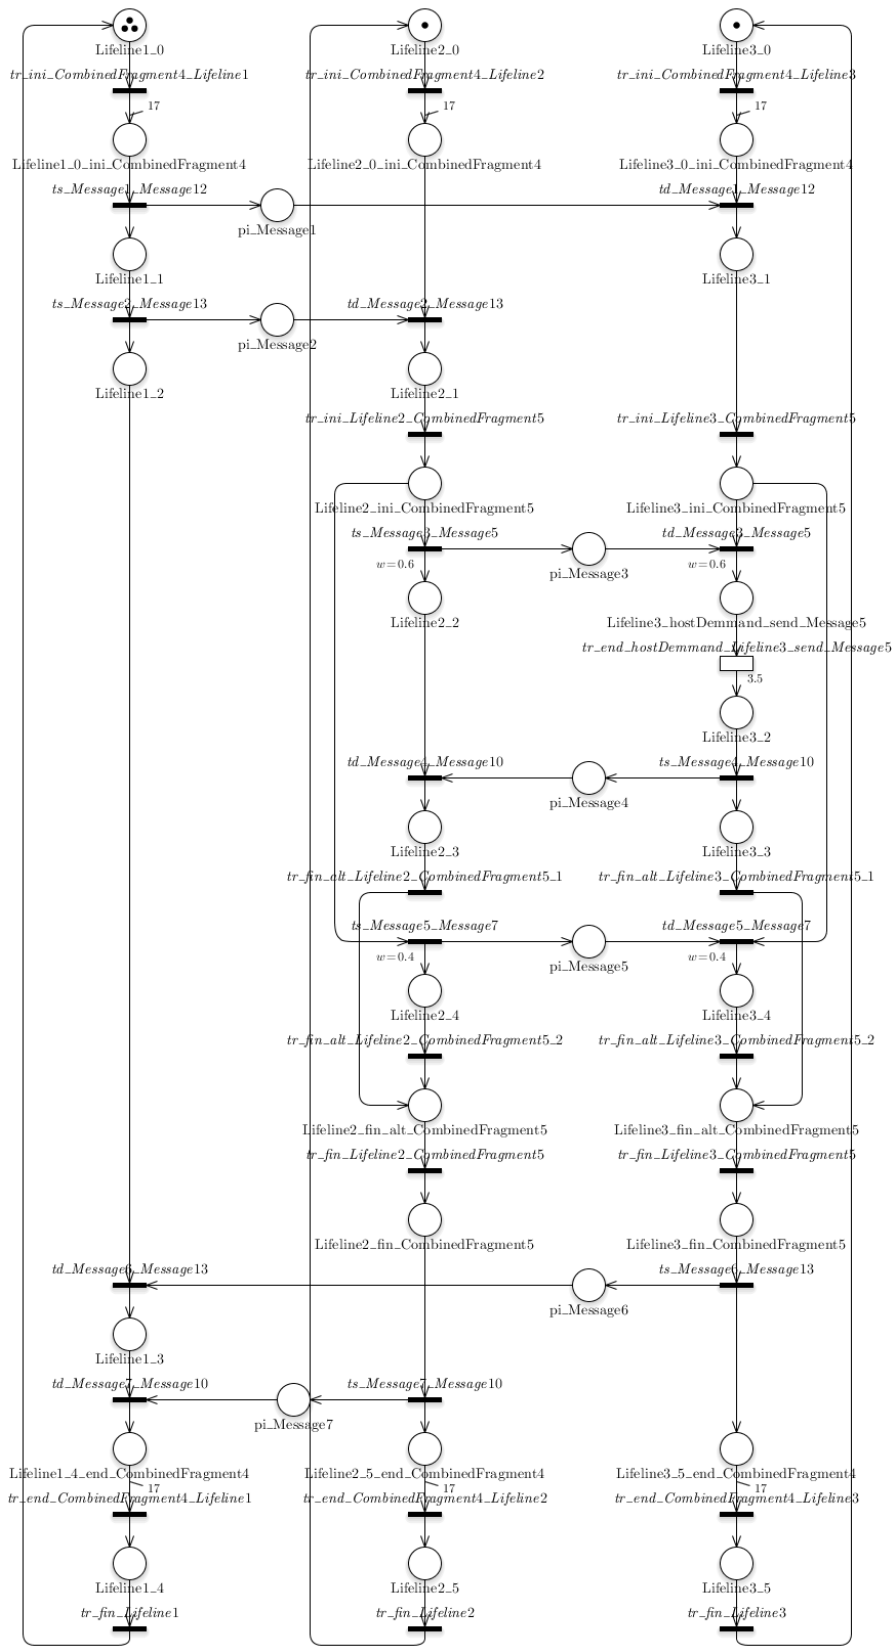 Lifeline1_0 Lifeline2_0 Lifeline3_0
tr_ini_CombinedFragment4_Lifeline1 tr_ini_CombinedFragment4_Lifeline2 tr_ini_CombinedFragment4_Lifeline3
17 17 17
Lifeline1_0_ini_CombinedFragment4 Lifeline2_0_ini_CombinedFragment4 Lifeline3_0_ini_CombinedFragment4
ts_Message1_Message12 td_Message1_Message12
pi_Message1
Lifeline1_1 Lifeline3_1
ts_Message2_Message13 td_Message2_Message13
pi_Message2
Lifeline1_2 Lifeline2_1
tr_ini_Lifeline2_CombinedFragment5 tr_ini_Lifeline3_CombinedFragment5
Lifeline2_ini_CombinedFragment5 Lifeline3_ini_CombinedFragment5
ts_Message3_Message5 td_Message3_Message5
w=0.6 w=0.6
pi_Message3
Lifeline2_2 Lifeline3_hostDemmand_send_Message5
tr_end_hostDemmand_Lifeline3_send_Message5
3.5
Lifeline3_2
td_Message4_Message10 ts_Message4_Message10
pi_Message4
Lifeline2_3 Lifeline3_3
tr_fin_alt_Lifeline2_CombinedFragment5_1 tr_fin_alt_Lifeline3_CombinedFragment5_1
ts_Message5_Message7 td_Message5_Message7
w=0.4 w=0.4
pi_Message5
Lifeline2_4 Lifeline3_4
tr_fin_alt_Lifeline2_CombinedFragment5_2 tr_fin_alt_Lifeline3_CombinedFragment5_2
Lifeline2_fin_alt_CombinedFragment5 Lifeline3_fin_alt_CombinedFragment5
tr_fin_Lifeline2_CombinedFragment5 tr_fin_Lifeline3_CombinedFragment5
Lifeline2_fin_CombinedFragment5 Lifeline3_fin_CombinedFragment5
td_Message6_Message13 ts_Message6_Message13
pi_Message6
Lifeline1_3
td_Message7_Message10 ts_Message7_Message10
pi_Message7
Lifeline1_4_end_CombinedFragment4 Lifeline2_5_end_CombinedFragment4 Lifeline3_5_end_CombinedFragment4
17 17 17
tr_end_CombinedFragment4_Lifeline1 tr_end_CombinedFragment4_Lifeline2 tr_end_CombinedFragment4_Lifeline3
Lifeline1_4 Lifeline2_5 Lifeline3_5
tr_fin_Lifeline1 tr_fin_Lifeline2 tr_fin_Lifeline3